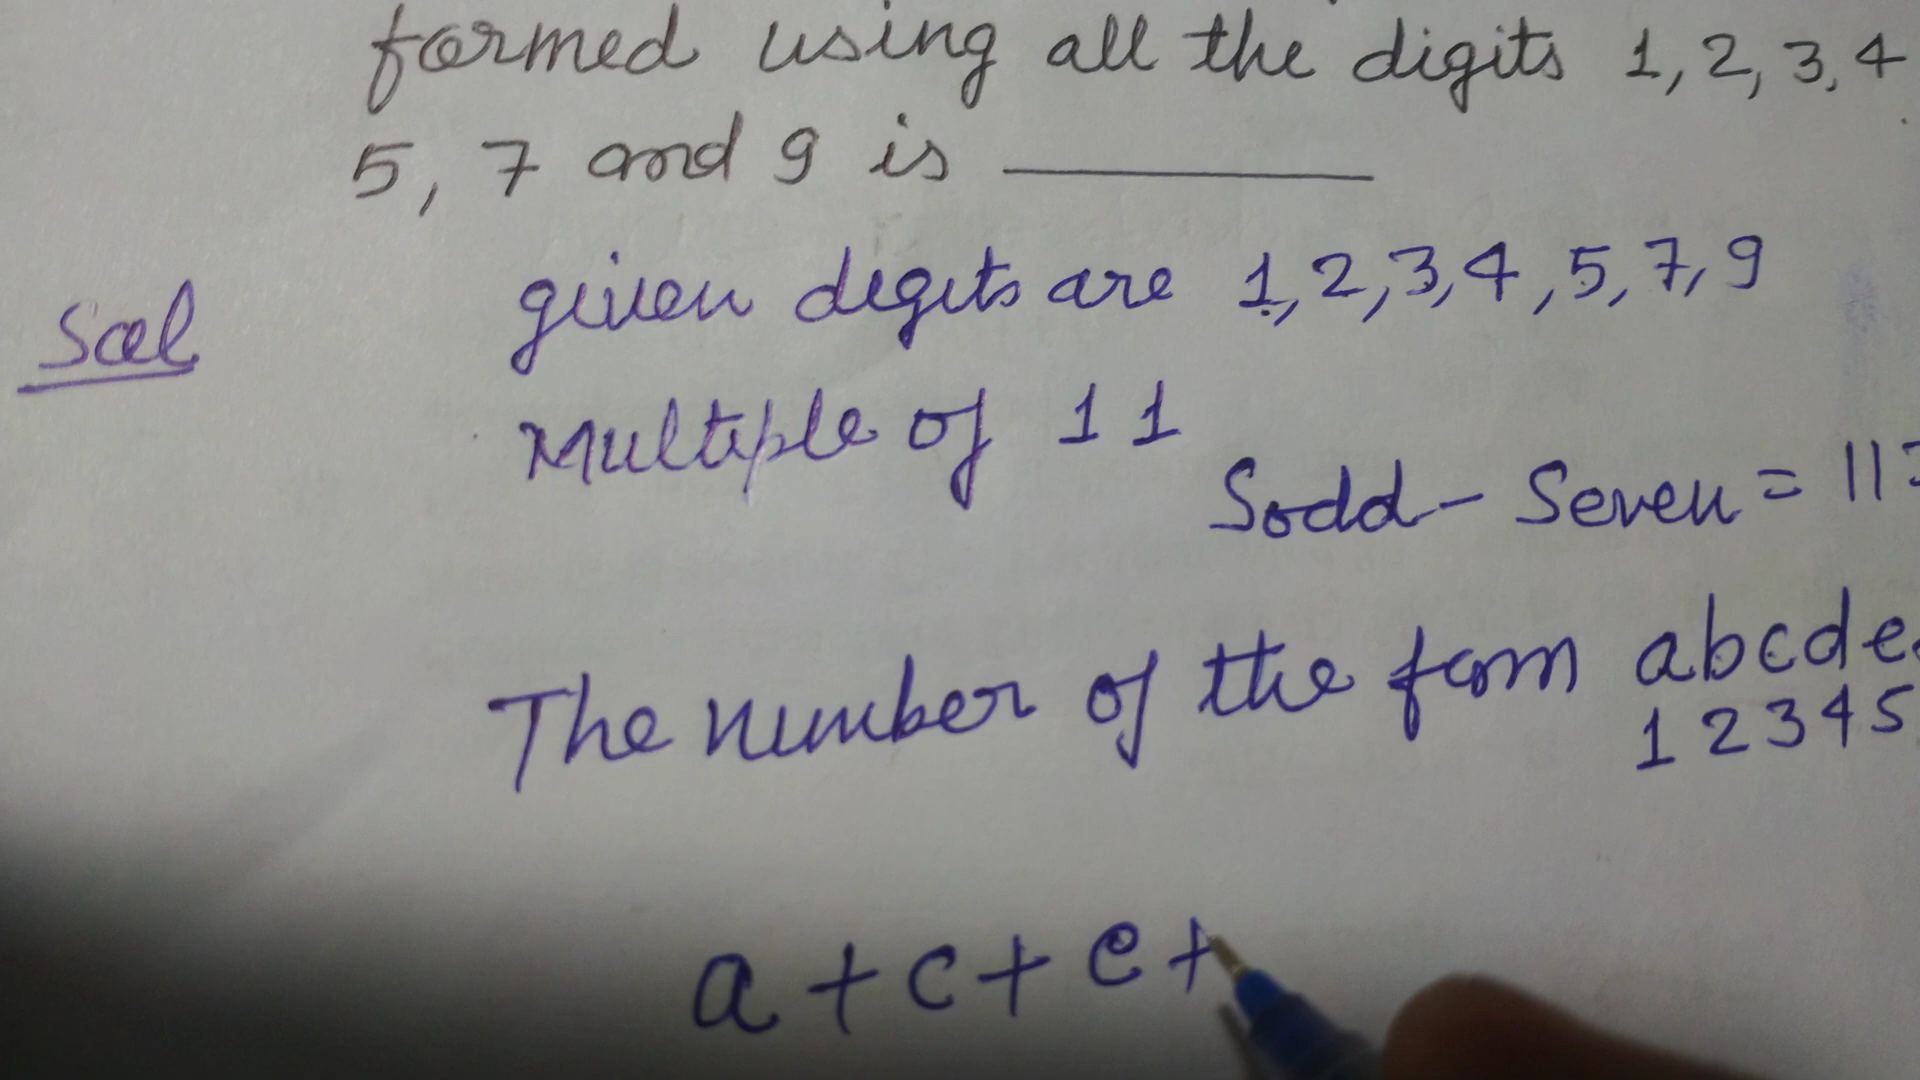 formed using all the digits 1, 2, 3, 4
5, 7 and 9 is
Sol given digits are 1, 2, 3, 4, 5, 7, 9
Multiple of 11
Sodd - Seven = 11
The number of the form abcde
12345
a + c + e +